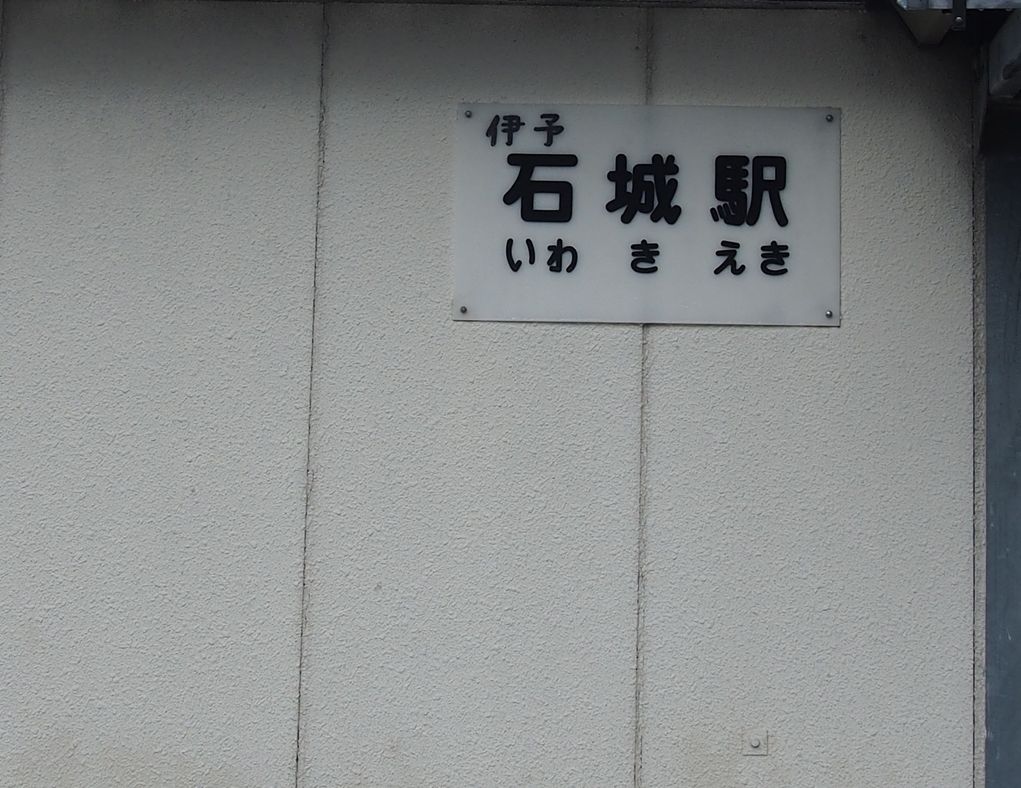 伊予
石城駅
いわ き えき